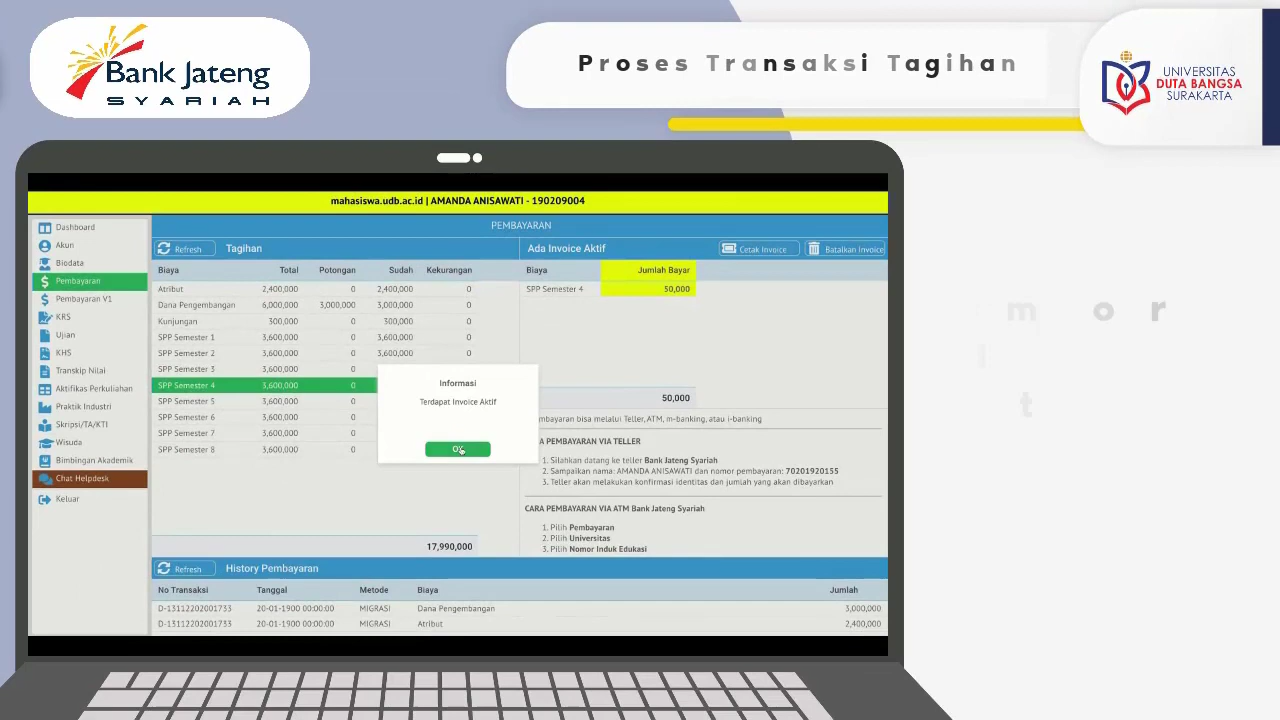 Bank Jateng
SYARIAH
Proses Transaksi Tagihan
UNIVERSITAS
DUTA BANGSA
SURAKARTA
mahasiswa.udb.ac.id | AMANDA ANISAWATI - 190209004
Dashboard
Akun
Biodata
Pembayaran
Pembayaran V1
KRS
Ujian
KHS
Transkip Nilai
Aktifikas Perkuliahan
Praktik Industri
Skripsi/TA/KTI
Wisuda
Bimbingan Akademik
Chat Helpdesk
Keluar
PEMBAYARAN
Refresh Tagihan
Biaya Total Potongan Sudah Kekurangan
Atribut 2,400,000 0 2,400,000 0
Dana Pengembangan 6,000,000 3,000,000 3,000,000 0
Kunjungan 300,000 0 300,000 0
SPP Semester 1 3,600,000 0 3,600,000 0
SPP Semester 2 3,600,000 0 3,600,000 0
SPP Semester 3 3,600,000 0
SPP Semester 4 3,600,000 0
SPP Semester 5 3,600,000 0
SPP Semester 6 3,600,000 0
SPP Semester 7 3,600,000 0
SPP Semester 8 3,600,000 0
17,990,000
Ada Invoice Aktif Cetak Invoice Batalkan Invoice
Biaya Jumlah Bayar
SPP Semester 4 50,000
50,000
Informasi
Terdapat Invoice Aktif
OK
bisa melalui Teller, ATM, m-banking, atau i-banking
PEMBAYARAN VIA TELLER
1. Silahkan datang ke teller Bank Jateng Syariah
2. Sampaikan nama: AMANDA ANISAWATI dan nomor pembayaran: 70201920155
3. Teller akan melakukan konfirmasi identitas dan jumlah yang akan dibayarkan
CARA PEMBAYARAN VIA ATM Bank Jateng Syariah
1. Pilih Pembayaran
2. Pilih Universitas
3. Pilih Nomor Induk Edukasi
Refresh History Pembayaran
No Transaksi Tanggal Metode Biaya Jumlah
D-13112202001733 20-01-1900 00:00:00 MIGRASI Dana Pengembangan 3,000,000
D-13112202001733 20-01-1900 00:00:00 MIGRASI Atribut 2,400,000
m o r
t